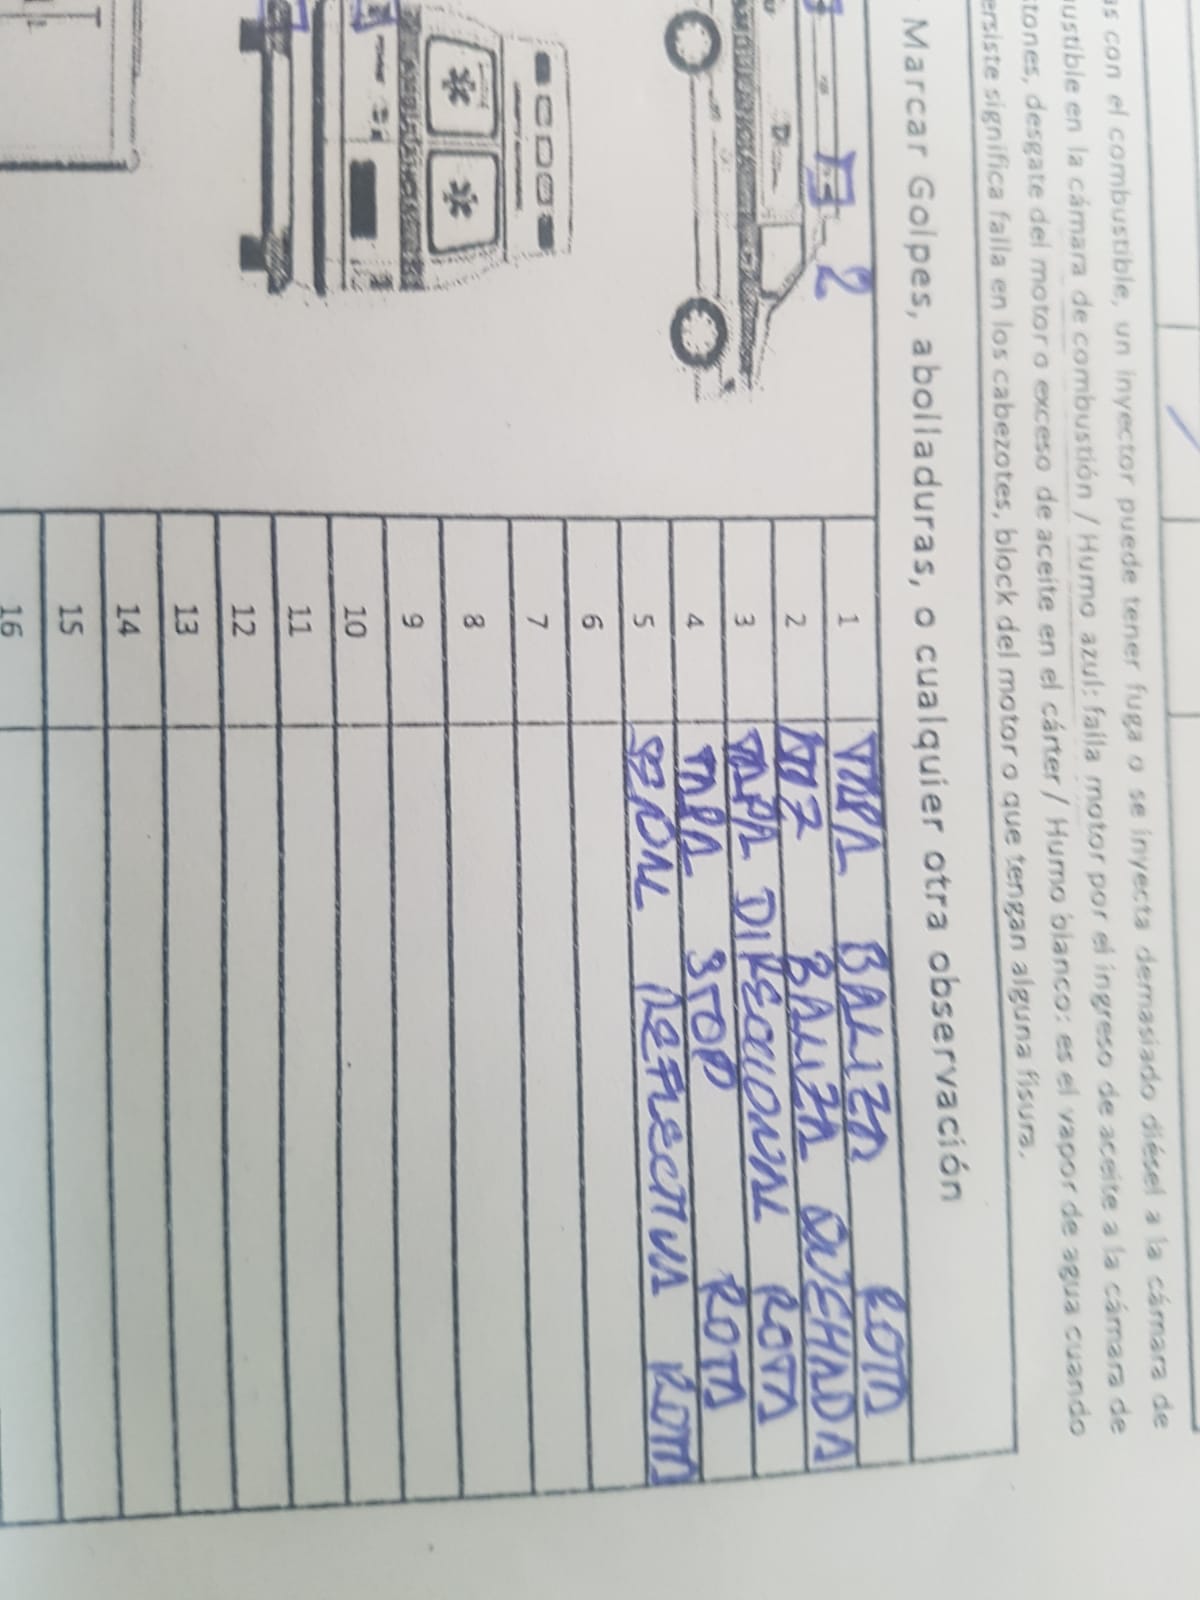 as con el combustible, un inyector puede tener fuga o se inyecta demasiado diésel a la cámara de
ustible en la cámara de combustión / Humo azul: falla motor por el ingreso de aceite a la cámara de
tones, desgate del motor o exceso de aceite en el cárter / Humo blanco: es el vapor de agua cuando
ersiste significa falla en los cabezotes, block del motor o que tengan alguna fisura.
Marcar Golpes, abolladuras, o cualquier otra observación
2
1 TAPA BALIZA ROTA
2 LUZ BALIZA QUEMADA
3 TAPA DIRECCIONAL ROTA
4 TAPA STOP ROTA
5 SEÑAL REFLECTIVA ROTA
6
7
8
9
10
11
12
13
14
15
16